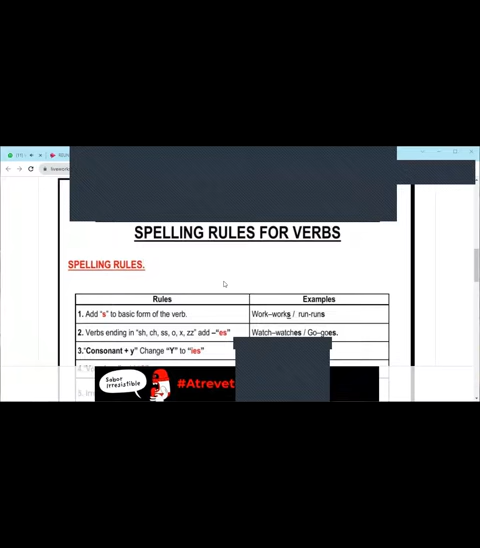 SPELLING RULES FOR VERBS
SPELLING RULES.
Rules Examples
1. Add "s" to basic form of the verb. Work–works / run-runs
2. Verbs ending in "sh, ch, ss, o, x, zz" add –"es" Watch–watches / Go–goes.
3."Consonant + y" Change "Y" to "ies"
4
5.
Sabor
Irresistible
#Atrevet